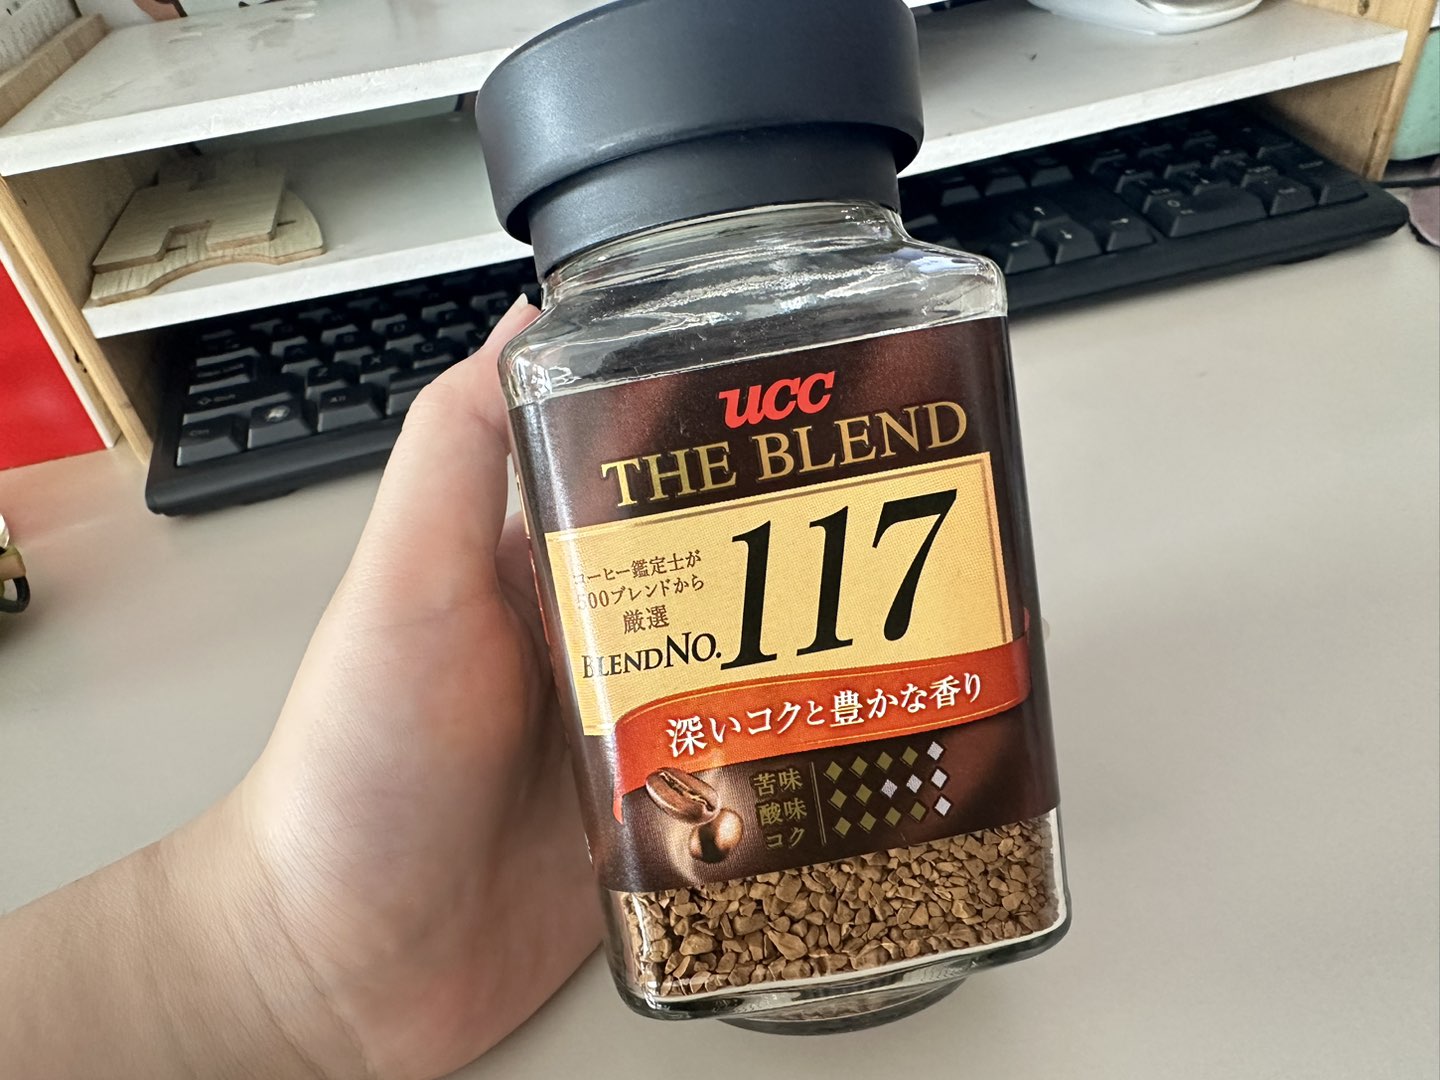 UCC
THE BLEND
コーヒー鑑定士が
500ブレンドから
厳選
BLEND NO. 117
深いコクと豊かな香り
苦味
酸味
コク